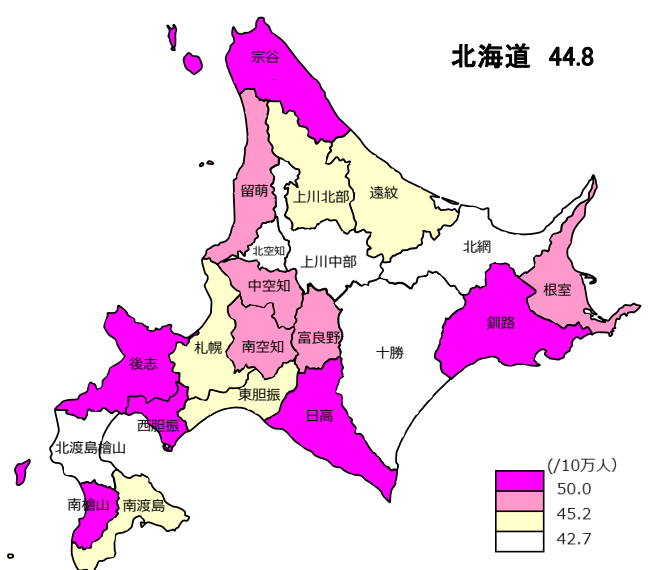 北海道 44.8
宗谷
留萌
上川北部
遠紋
北空知
上川中部
北網
中空知
根室
釧路
札幌
南空知
富良野
十勝
後志
東胆振
日高
西胆振
北渡島檜山
南檜山
南渡島
(/10万人)
50.0
45.2
42.7